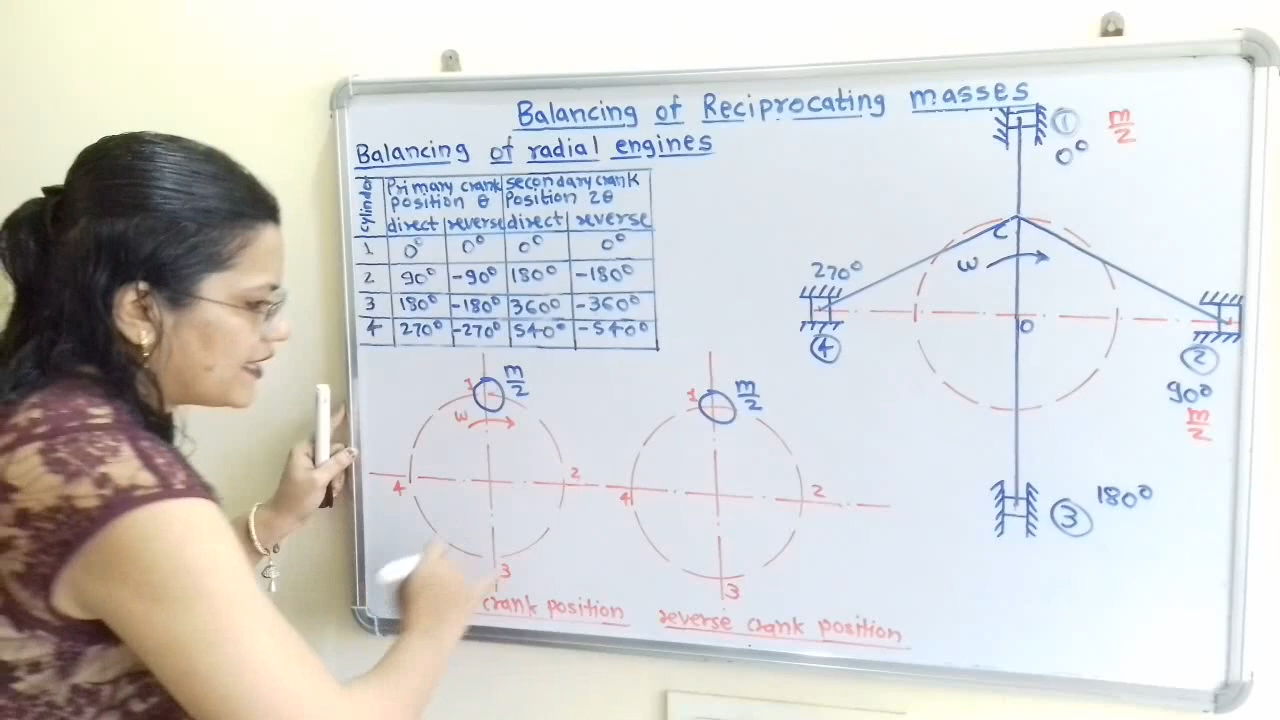 Balancing of Reciprocating masses
Balancing of radial engines
cylinder
Primary crank position θ
secondary crank Position 2θ
direct reverse direct reverse
1 0° 0° 0° 0°
2 90° -90° 180° -180°
3 180° -180° 360° -360°
4 270° -270° 540° -540°
1 m/2
ω
4 2
3
crank position
1 m/2
4 2
3
reverse crank position
1 m/2
0°
C
ω
270°
4
O
2
90°
m/2
3 180°